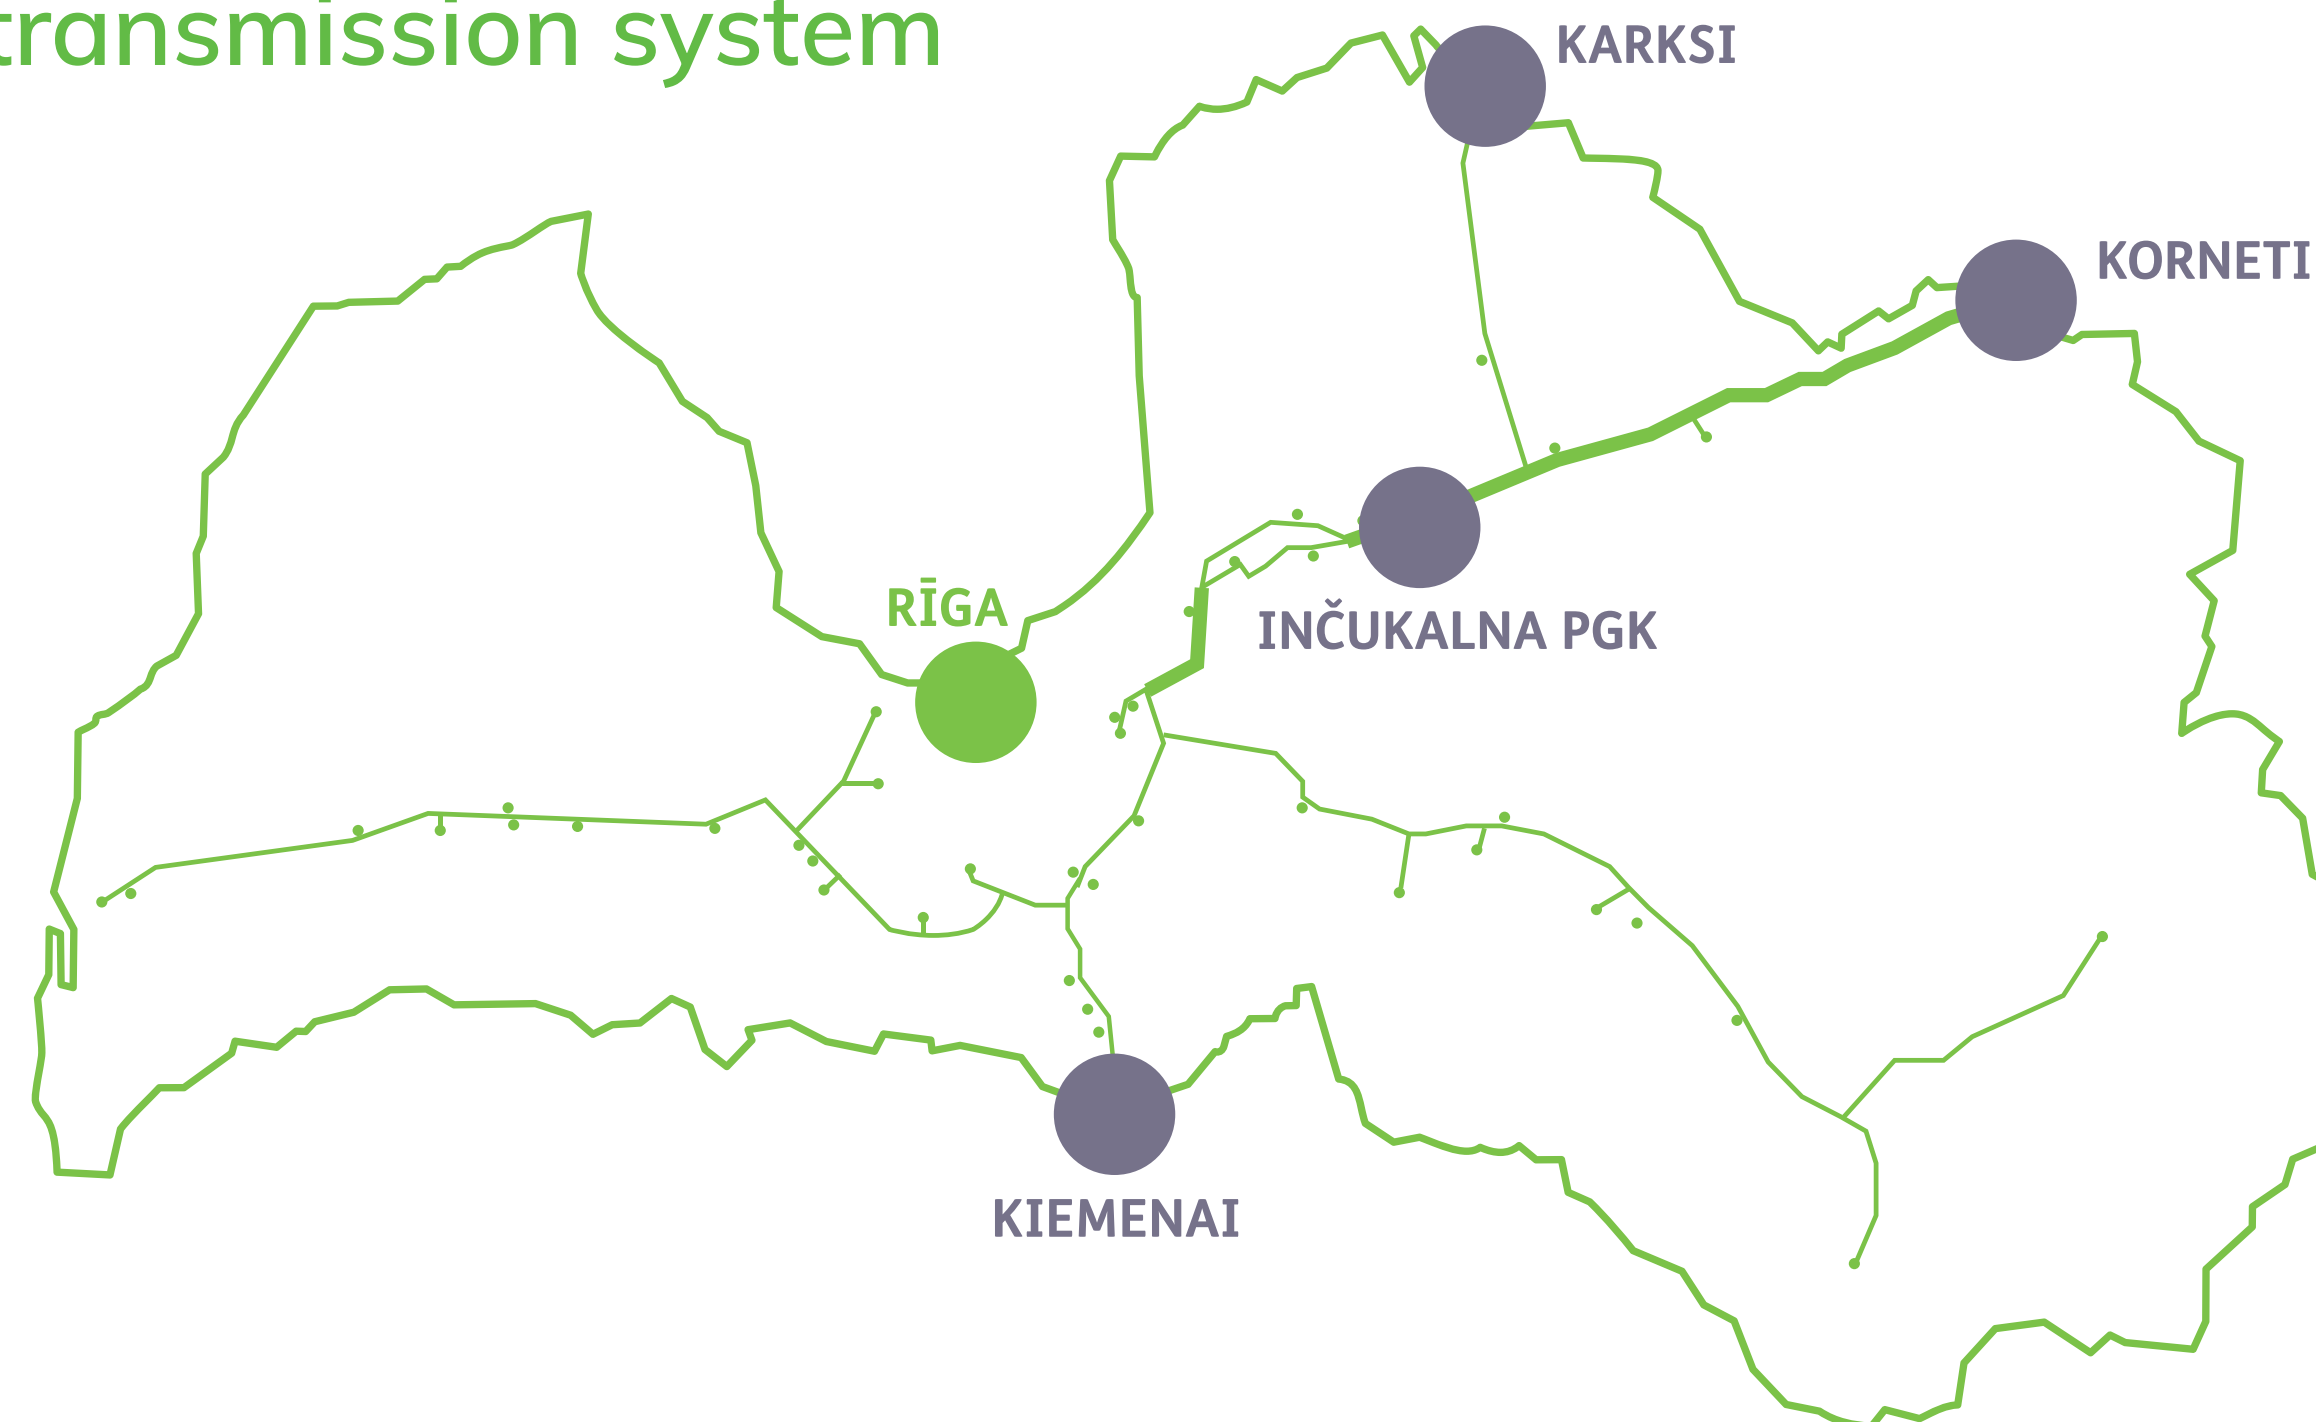 transmission system
KARKSI
KORNETI
RĪGA
INČUKALNA PGK
KIEMENAI